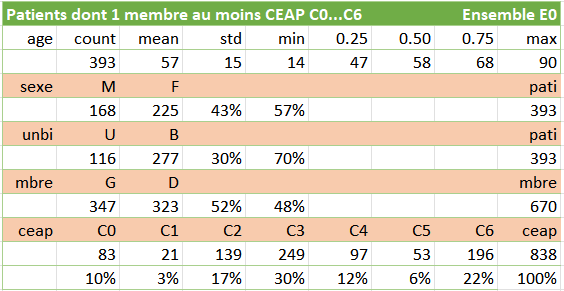 Patients dont 1 membre au moins CEAP C0...C6 Ensemble E0
age count mean std min 0.25 0.50 0.75 max
393 57 15 14 47 58 68 90
sexe M F pati
168 225 43% 57% 393
unbi U B pati
116 277 30% 70% 393
mbre G D mbre
347 323 52% 48% 670
ceap C0 C1 C2 C3 C4 C5 C6 ceap
83 21 139 249 97 53 196 838
10% 3% 17% 30% 12% 6% 22% 100%